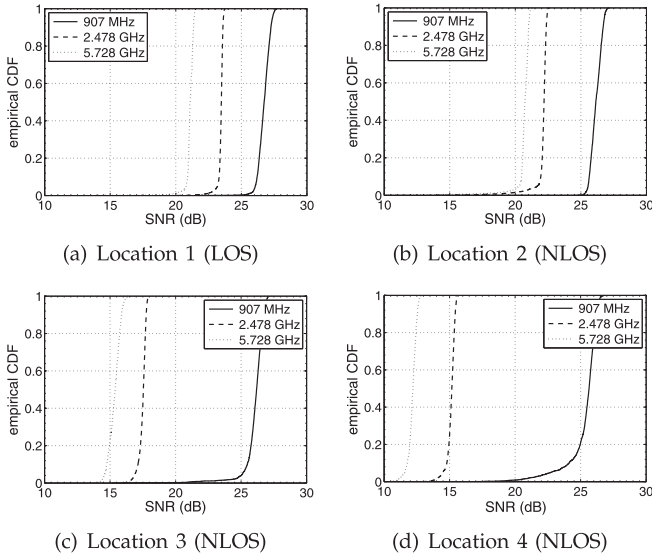 1
0.8
0.6
0.4
0.2
0
empirical CDF
907 MHz
2.478 GHz
5.728 GHz
10 15 20 25 30
SNR (dB)
(a) Location 1 (LOS)
1
0.8
0.6
0.4
0.2
0
empirical CDF
907 MHz
2.478 GHz
5.728 GHz
10 15 20 25 30
SNR (dB)
(b) Location 2 (NLOS)
1
0.8
0.6
0.4
0.2
0
empirical CDF
907 MHz
2.478 GHz
5.728 GHz
10 15 20 25 30
SNR (dB)
(c) Location 3 (NLOS)
1
0.8
0.6
0.4
0.2
0
empirical CDF
907 MHz
2.478 GHz
5.728 GHz
10 15 20 25 30
SNR (dB)
(d) Location 4 (NLOS)